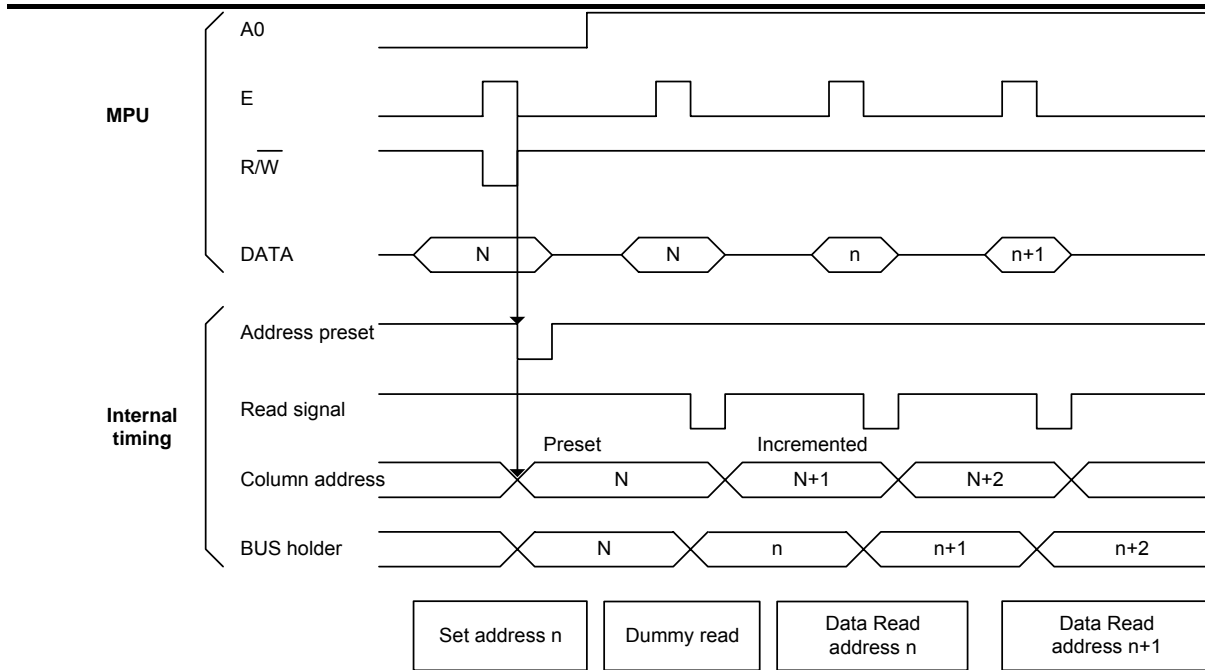 A0
E
MPU
R/W
DATA
N
N
n
n+1
Address preset
Read signal
Internal
timing
Preset
Incremented
Column address
N
N+1
N+2
BUS holder
N
n
n+1
n+2
Set address n
Dummy read
Data Read
address n
Data Read
address n+1